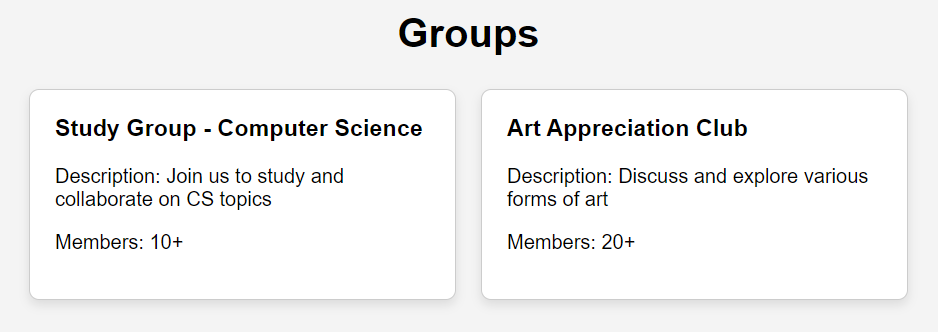 Groups
Study Group - Computer Science
Description: Join us to study and
collaborate on CS topics
Members: 10+
Art Appreciation Club
Description: Discuss and explore various
forms of art
Members: 20+